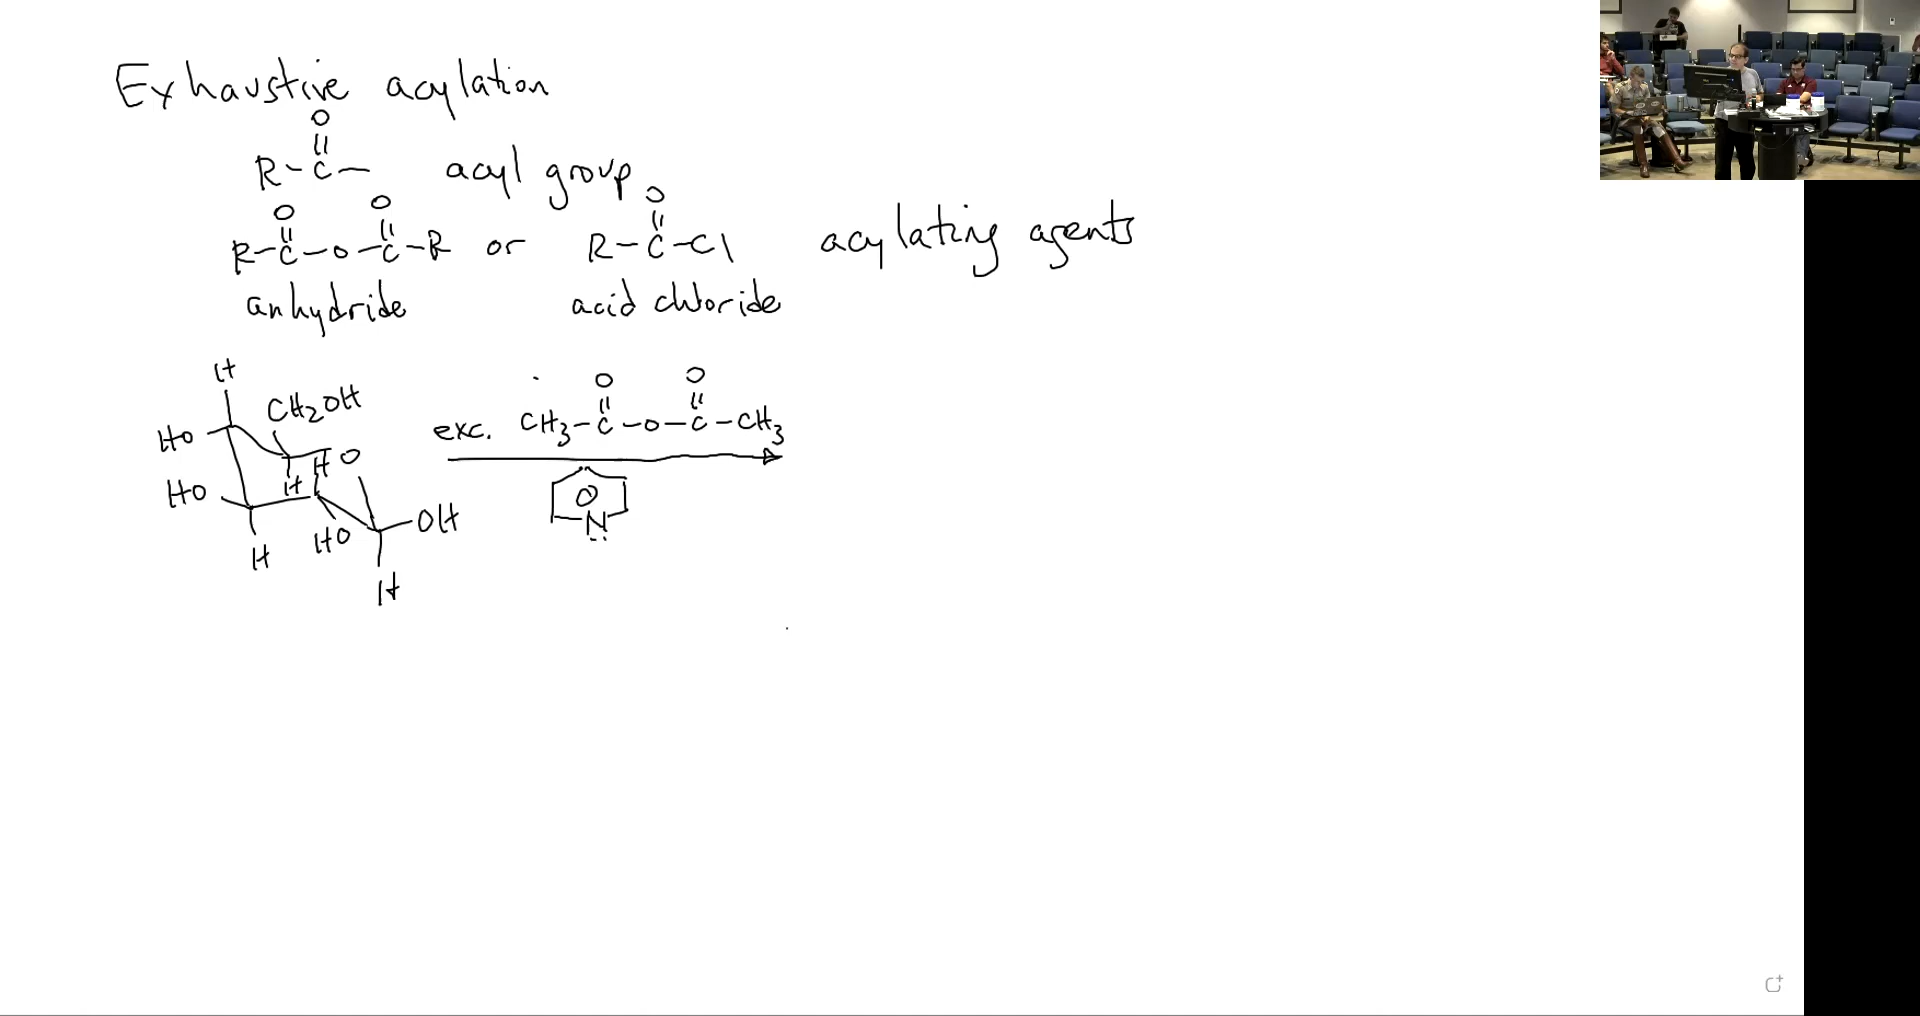 Exhaustive acylation
O
R-C- acyl group
O O O
R-C-O-C-R or R-C-Cl acylating agents
anhydride acid chloride
H
O O
CH2OH
HO exc. CH3-C-O-C-CH3
H O
HO H
O
N
HO OH
H
H